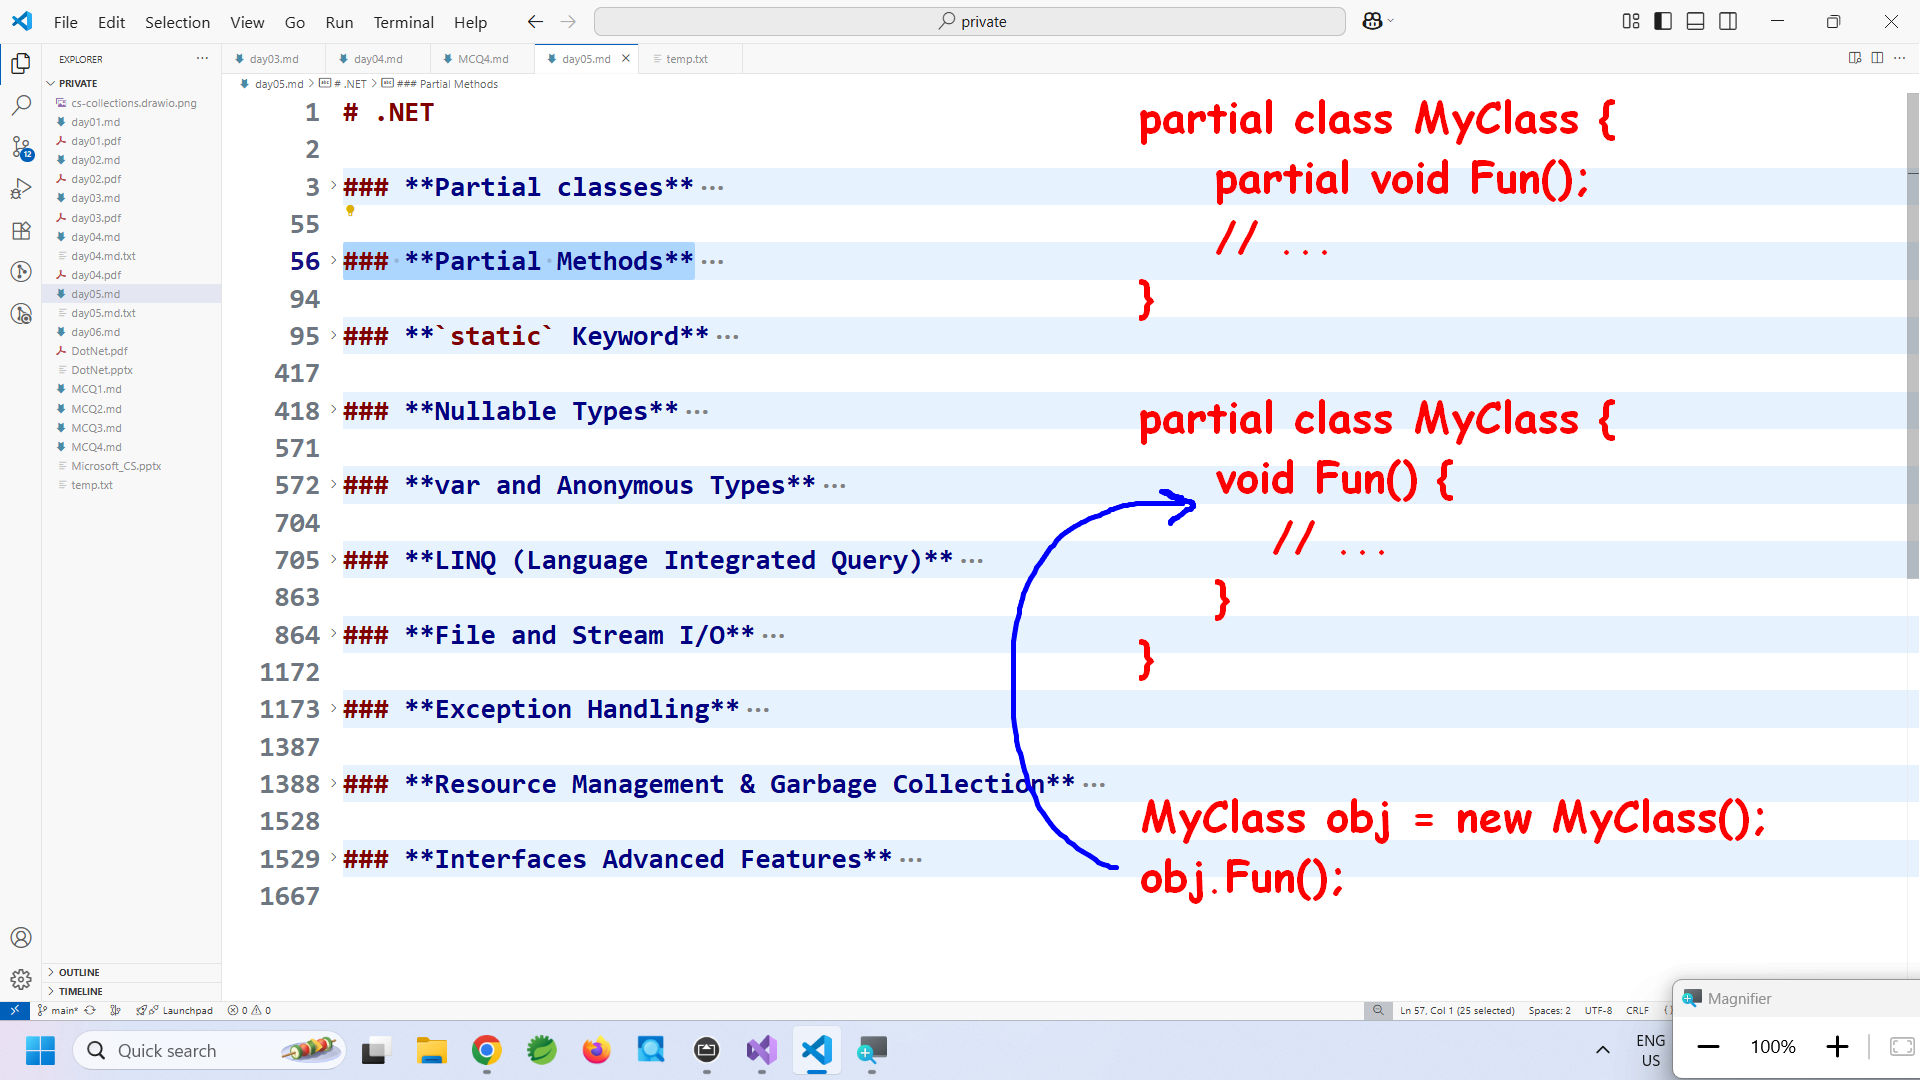 File Edit Selection View Go Run Terminal Help
private
EXPLORER
day03.md
day04.md
MCQ4.md
day05.md
temp.txt
PRIVATE
day05.md > # .NET > ### Partial Methods
cs-collections.drawio.png
day01.md
day01.pdf
day02.md
day02.pdf
day03.md
day03.pdf
day04.md
day04.md.txt
day04.pdf
day05.md
day05.md.txt
day06.md
DotNet.pdf
DotNet.pptx
MCQ1.md
MCQ2.md
MCQ3.md
MCQ4.md
Microsoft_CS.pptx
temp.txt
OUTLINE
TIMELINE
12
1 # .NET
2
3 ### **Partial classes** ···
55
56 ### **Partial Methods** ···
94
95 ### **`static` Keyword** ···
417
418 ### **Nullable Types** ···
571
572 ### **var and Anonymous Types** ···
704
705 ### **LINQ (Language Integrated Query)** ···
863
864 ### **File and Stream I/O** ···
1172
1173 ### **Exception Handling** ···
1387
1388 ### **Resource Management & Garbage Collection** ···
1528
1529 ### **Interfaces Advanced Features** ···
1667
partial class MyClass {
partial void Fun();
// ...
}
partial class MyClass {
void Fun() {
// ...
}
}
MyClass obj = new MyClass();
obj.Fun();
main* Launchpad 0 0
Ln 57, Col 1 (25 selected) Spaces: 2 UTF-8 CRLF
Magnifier
100%
Quick search
ENG
US